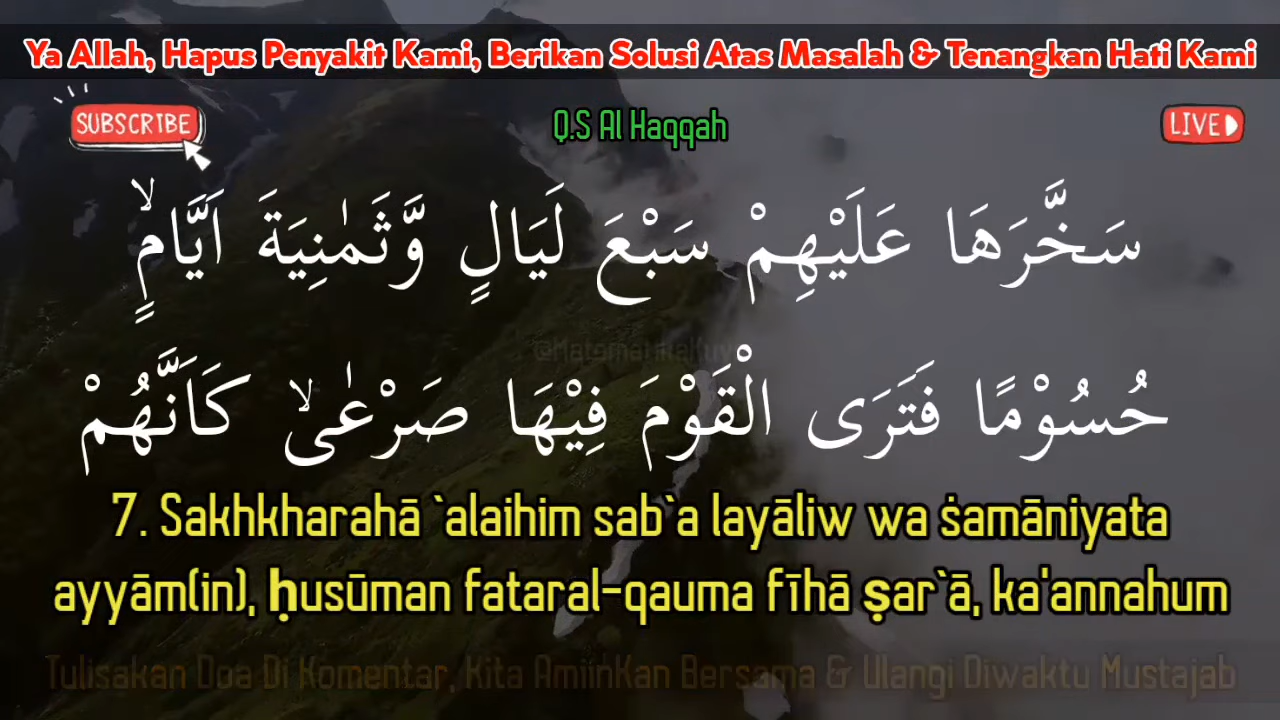 Ya Allah, Hapus Penyakit Kami, Berikan Solusi Atas Masalah & Tenangkan Hati Kami
SUBSCRIBE
Q.S Al Haqqah
LIVE
سَخَّرَهَا عَلَيْهِمْ سَبْعَ لَيَالٍ وَّثَمٰنِيَةَ اَيَّامٍۙ
حُسُوْمًا فَتَرَى الْقَوْمَ فِيْهَا صَرْعٰىۙ كَاَنَّهُمْ
7. Sakhkharahā `alaihim sab`a layāliw wa ṡamāniyata
ayyām(in), ḥusūman fataral-qauma fīhā ṣar`ā, ka'annahum
Tulisakan Doa Di Komentar, Kita AmiinKan Bersama & Ulangi Diwaktu Mustajab